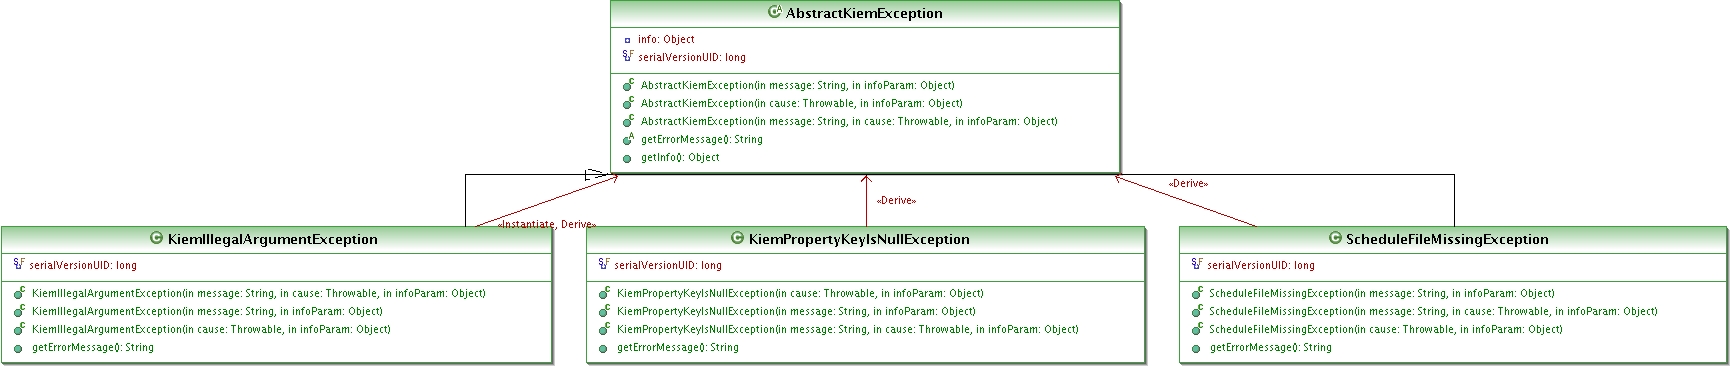 AbstractKiemException
info: Object
serialVersionUID: long
AbstractKiemException(in message: String, in infoParam: Object)
AbstractKiemException(in cause: Throwable, in infoParam: Object)
AbstractKiemException(in message: String, in cause: Throwable, in infoParam: Object)
getErrorMessage(): String
getInfo(): Object
«Instantiate, Derive»
«Derive»
«Derive»
KiemIllegalArgumentException
serialVersionUID: long
KiemIllegalArgumentException(in message: String, in cause: Throwable, in infoParam: Object)
KiemIllegalArgumentException(in message: String, in infoParam: Object)
KiemIllegalArgumentException(in cause: Throwable, in infoParam: Object)
getErrorMessage(): String
KiemPropertyKeyIsNullException
serialVersionUID: long
KiemPropertyKeyIsNullException(in cause: Throwable, in infoParam: Object)
KiemPropertyKeyIsNullException(in message: String, in infoParam: Object)
KiemPropertyKeyIsNullException(in message: String, in cause: Throwable, in infoParam: Object)
getErrorMessage(): String
ScheduleFileMissingException
serialVersionUID: long
ScheduleFileMissingException(in message: String, in infoParam: Object)
ScheduleFileMissingException(in message: String, in cause: Throwable, in infoParam: Object)
ScheduleFileMissingException(in cause: Throwable, in infoParam: Object)
getErrorMessage(): String